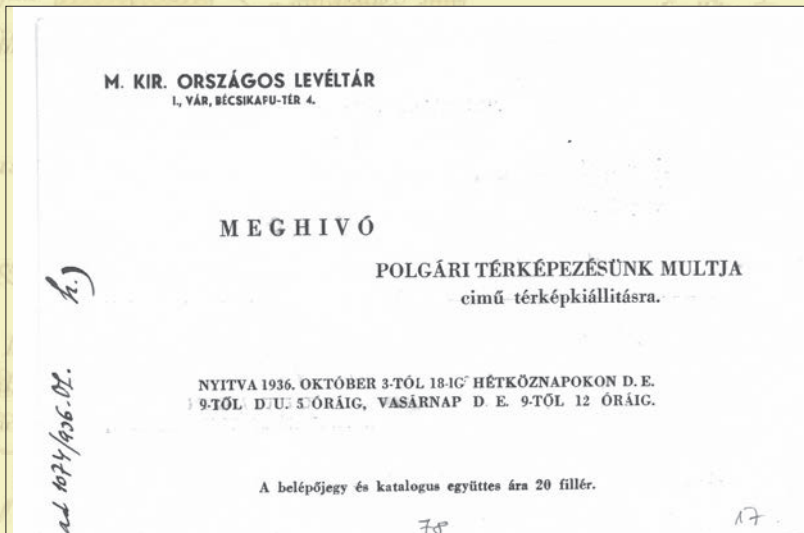 M. KIR. ORSZÁGOS LEVÉLTÁR
I., VÁR, BÉCSIKAPU-TÉR 4.
MEGHIVÓ
POLGÁRI TÉRKÉPEZÉSÜNK MULTJA
cimű térképkiállitásra.
NYITVA 1936. OKTÓBER 3-TÓL 18-IG HÉTKÖZNAPOKON D. E.
9-TŐL D. U. 5 ÓRÁIG, VASÁRNAP D. E. 9-TŐL 12 ÓRÁIG.
A belépőjegy és katalogus együttes ára 20 fillér.
78
17.
ad 1074/936. h.)